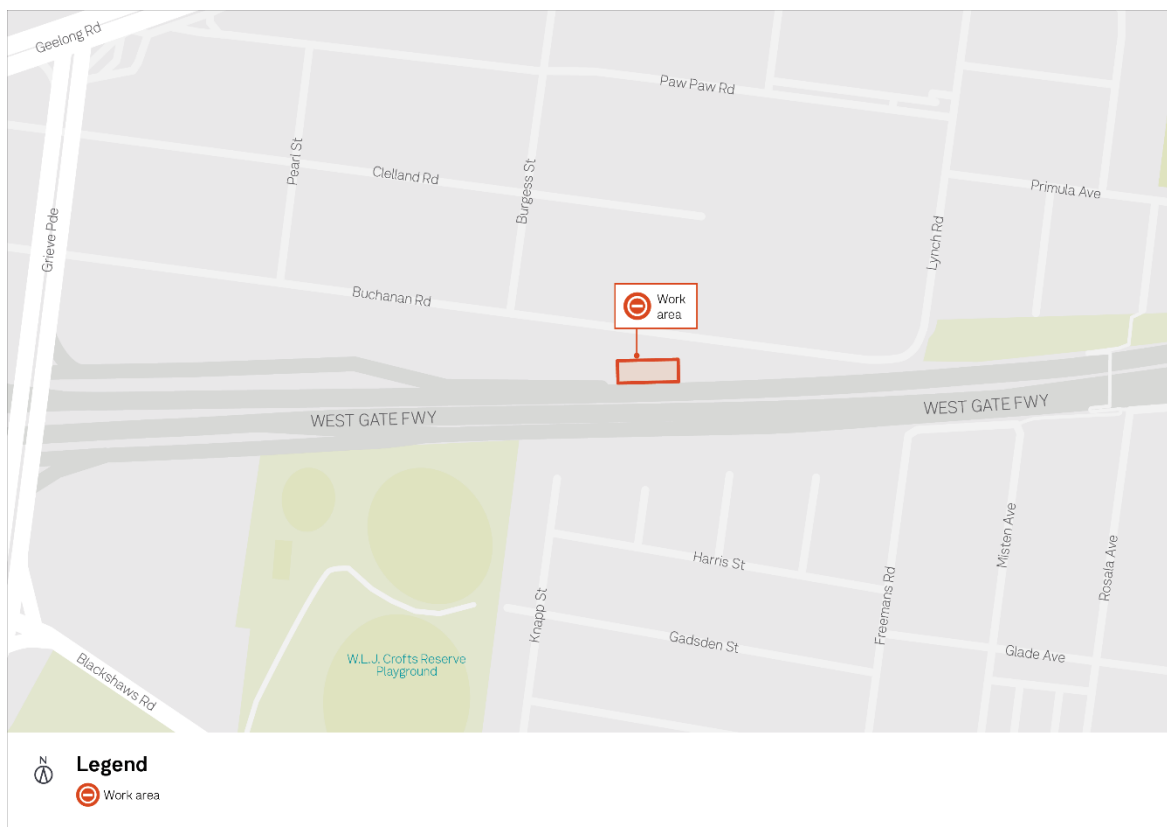 Geelong Rd
Paw Paw Rd
Pearl St
Clelland Rd
Burgess St
Primula Ave
Grieve Pde
Lynch Rd
Buchanan Rd
Work
area
WEST GATE FWY
WEST GATE FWY
Misten Ave
Harris St
Rosala Ave
Knapp St
Freemans Rd
Gadsden St
Glade Ave
W.L.J. Crofts Reserve
Playground
Blackshaws Rd
N
Legend
Work area